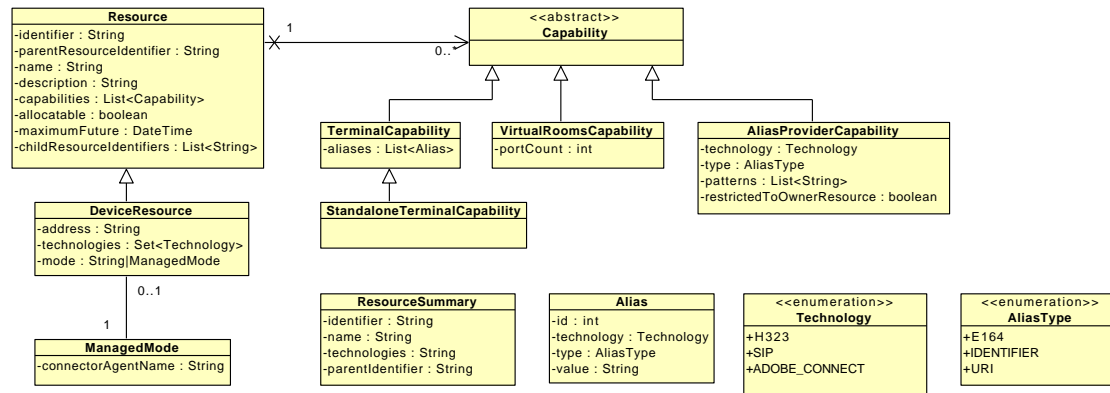 Resource
-identifier : String
-parentResourceIdentifier : String
-name : String
-description : String
-capabilities : List<Capability>
-allocatable : boolean
-maximumFuture : DateTime
-childResourceIdentifiers : List<String>
1
0..*
<<abstract>>
Capability
TerminalCapability
-aliases : List<Alias>
VirtualRoomsCapability
-portCount : int
AliasProviderCapability
-technology : Technology
-type : AliasType
-patterns : List<String>
-restrictedToOwnerResource : boolean
StandaloneTerminalCapability
DeviceResource
-address : String
-technologies : Set<Technology>
-mode : String|ManagedMode
0..1
1
ManagedMode
-connectorAgentName : String
ResourceSummary
-identifier : String
-name : String
-technologies : String
-parentIdentifier : String
Alias
-id : int
-technology : Technology
-type : AliasType
-value : String
<<enumeration>>
Technology
+H323
+SIP
+ADOBE_CONNECT
<<enumeration>>
AliasType
+E164
+IDENTIFIER
+URI